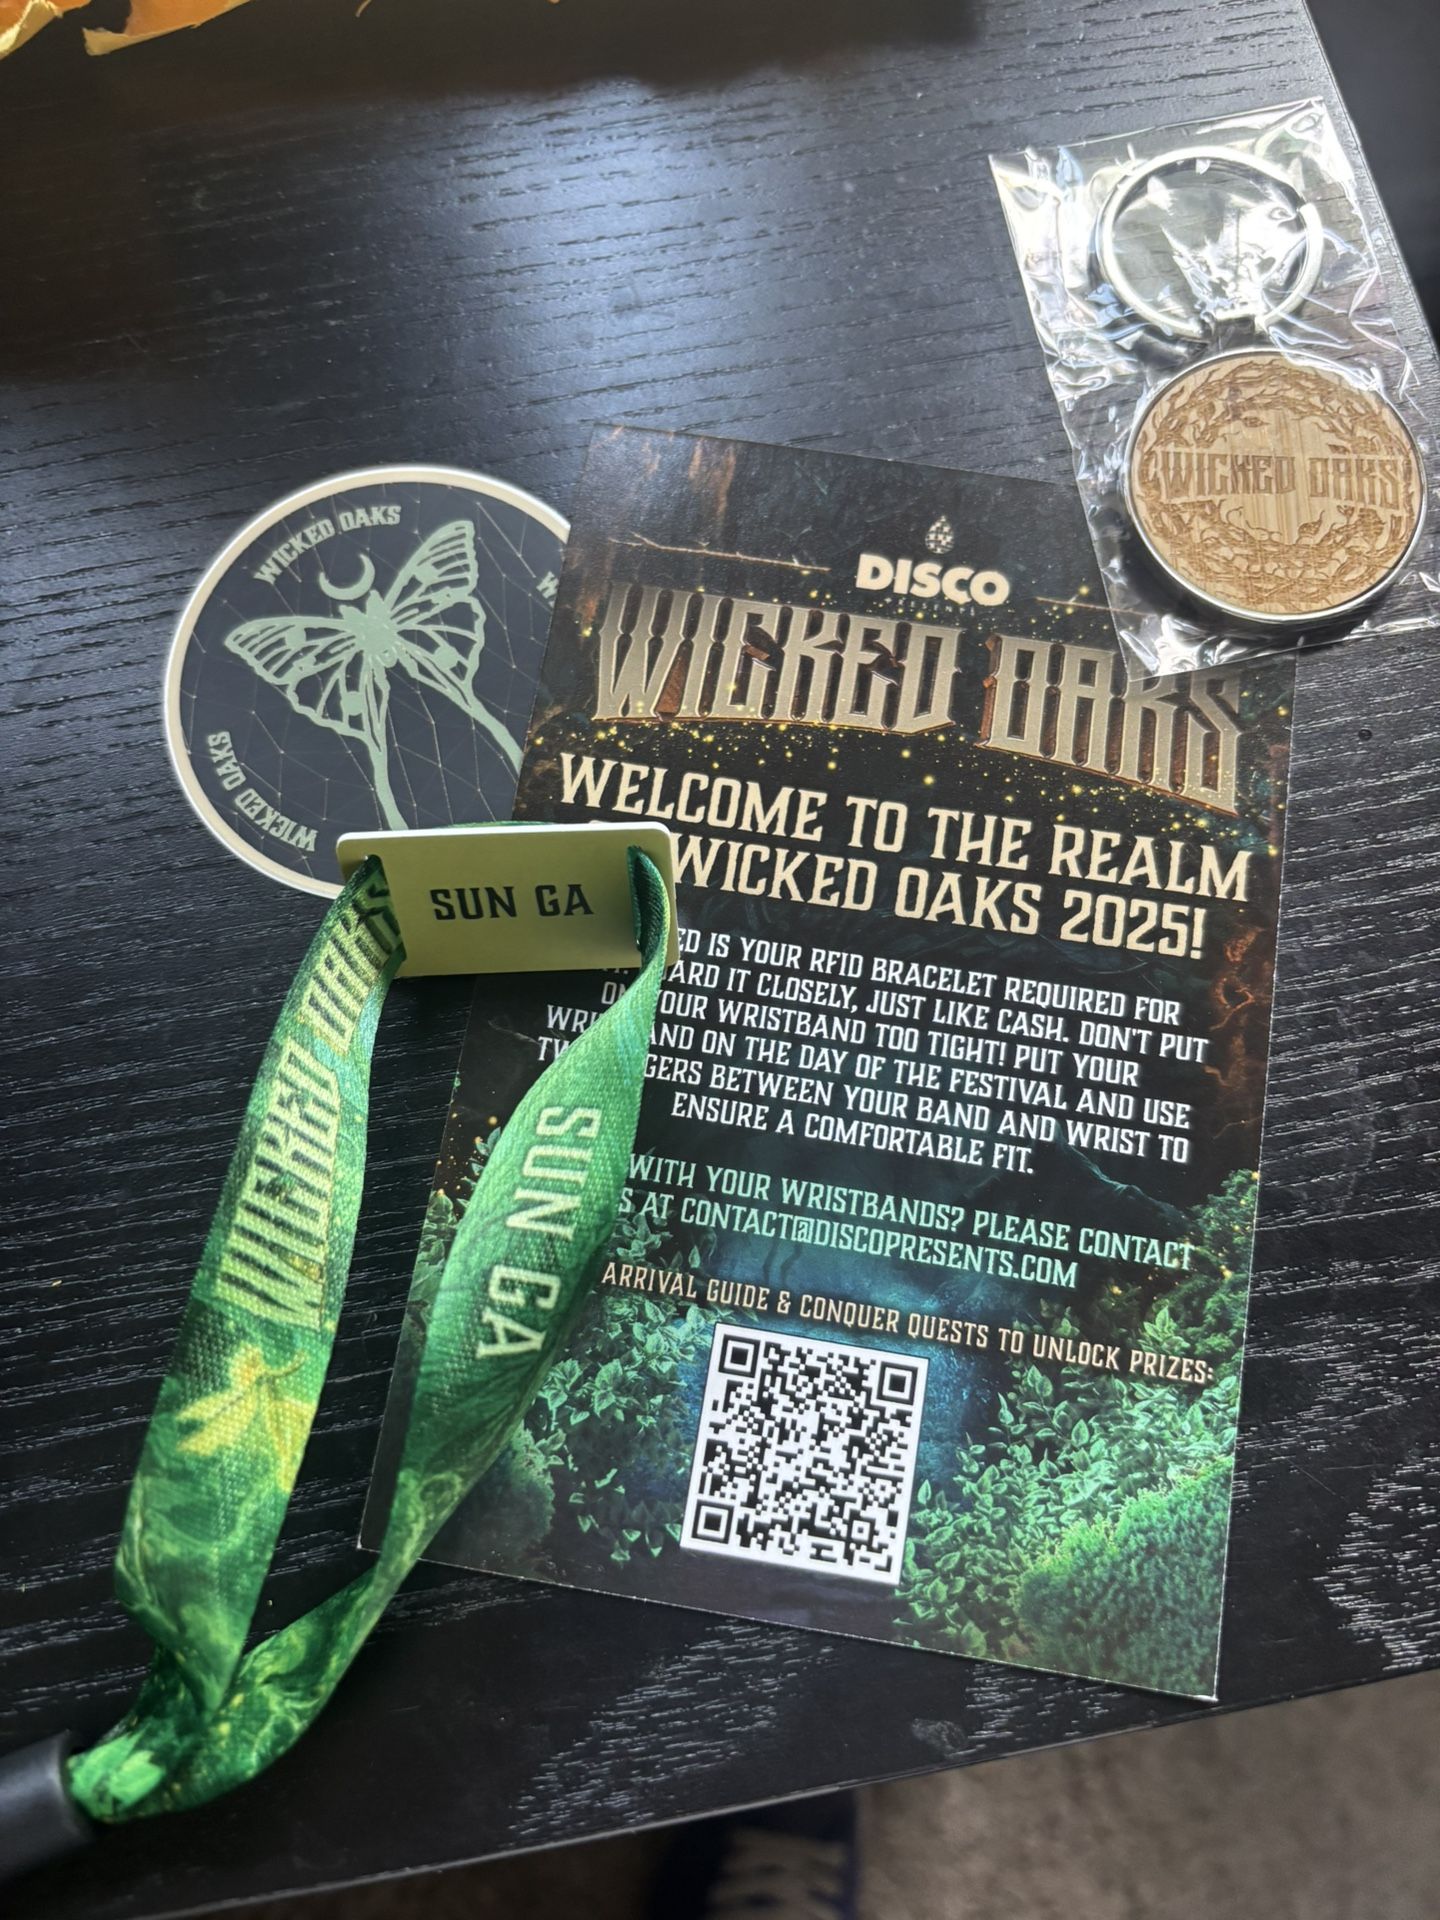 WICKED OAKS
WICKED OAKS
WICKED OAKS
DISCO
PRESENTS
WICKED OAKS
WELCOME TO THE REALM
WICKED OAKS 2025!
IS YOUR RFID BRACELET REQUIRED FOR
IT CLOSELY, JUST LIKE CASH. DON'T PUT
YOUR WRISTBAND TOO TIGHT! PUT YOUR
ON THE DAY OF THE FESTIVAL AND USE
BETWEEN YOUR BAND AND WRIST TO
ENSURE A COMFORTABLE FIT.
WITH YOUR WRISTBANDS? PLEASE CONTACT
AT CONTACT@DISCOPRESENTS.COM
ARRIVAL GUIDE & CONQUER QUESTS TO UNLOCK PRIZES:
SUN GA
WICKED OAKS
SUN GA